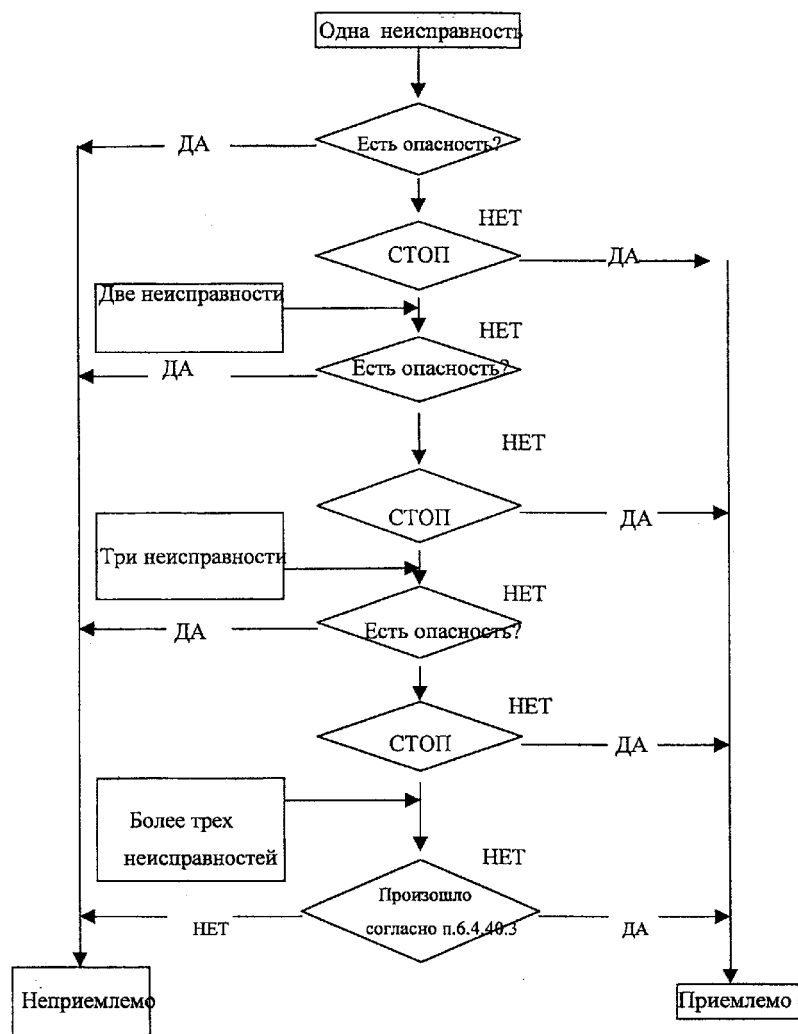 Одна неисправность
Есть опасность?
ДА
НЕТ
СТОП
ДА
Две неисправности
НЕТ
Есть опасность?
ДА
НЕТ
СТОП
ДА
Три неисправности
НЕТ
Есть опасность?
ДА
НЕТ
СТОП
ДА
Более трех
неисправностей
НЕТ
Произошло
согласно п.6.4.40.3
НЕТ
ДА
Неприемлемо
Приемлемо